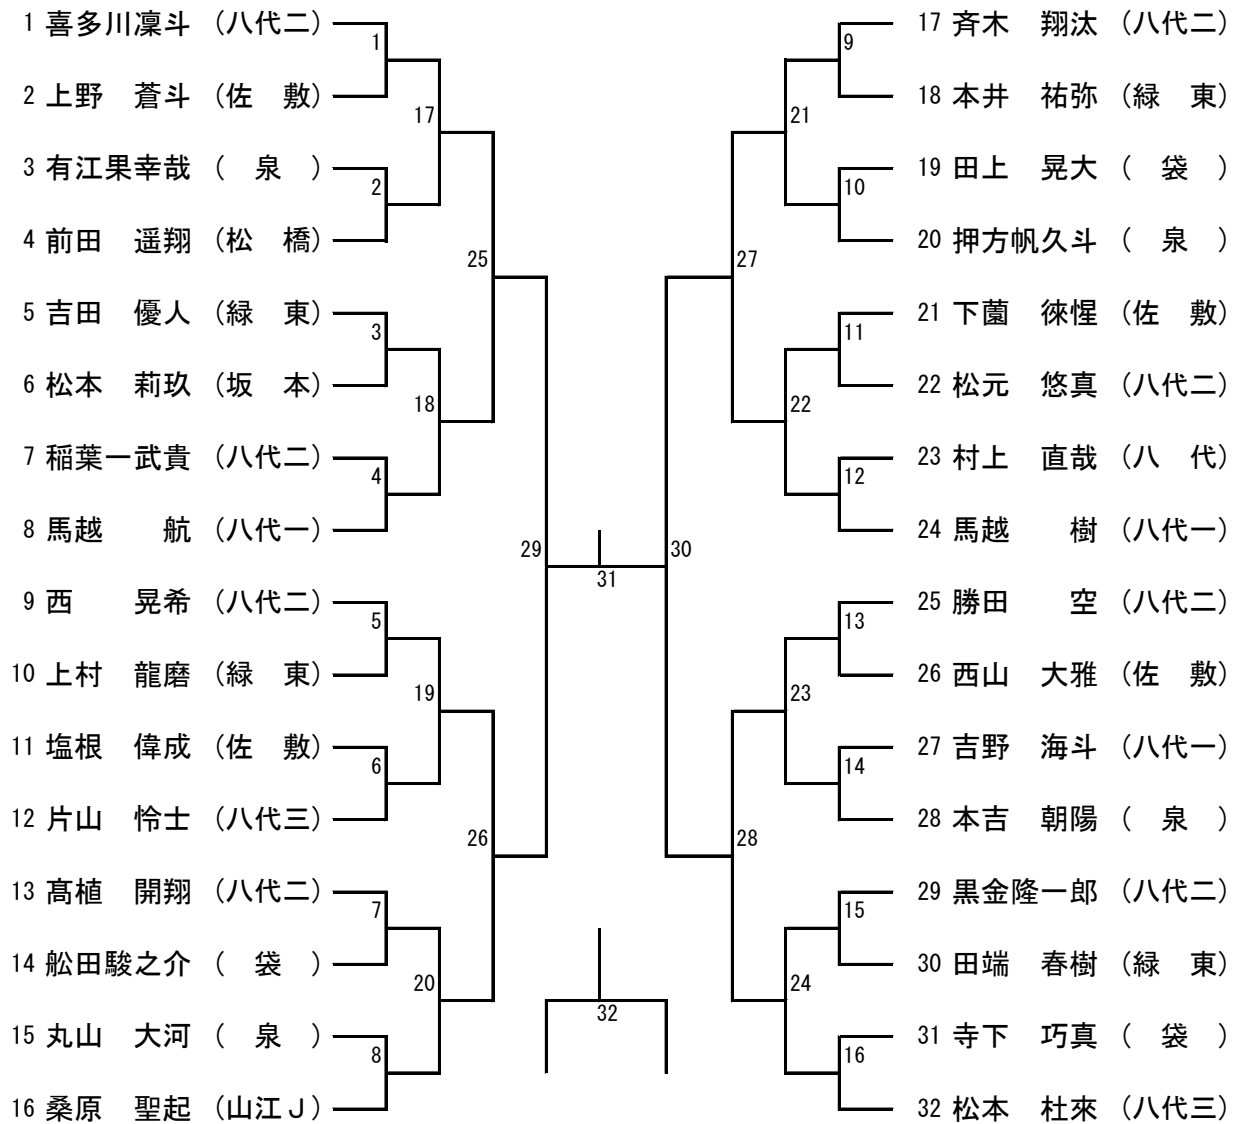 1 喜多川凜斗 （八代二）
1
2 上野　蒼斗 （佐　敷）
17
3 有江果幸哉 （　泉　）
2
4 前田　遥翔 （松　橋）
25
5 吉田　優人 （緑　東）
3
6 松本　莉玖 （坂　本）
18
7 稲葉一武貴 （八代二）
4
8 馬越　　航 （八代一）
29
9 西　　晃希 （八代二）
5
10 上村　龍磨 （緑　東）
19
11 塩根　偉成 （佐　敷）
6
12 片山　怜士 （八代三）
26
13 髙植　開翔 （八代二）
7
14 舩田駿之介 （　袋　）
20
15 丸山　大河 （　泉　）
8
16 桑原　聖起 （山江Ｊ）
31
32
17 斉木　翔汰 （八代二）
9
18 本井　祐弥 （緑　東）
21
19 田上　晃大 （　袋　）
10
20 押方帆久斗 （　泉　）
27
21 下薗　徠惺 （佐　敷）
11
22 松元　悠真 （八代二）
22
23 村上　直哉 （八　代）
12
24 馬越　　樹 （八代一）
30
25 勝田　　空 （八代二）
13
26 西山　大雅 （佐　敷）
23
27 吉野　海斗 （八代一）
14
28 本吉　朝陽 （　泉　）
28
29 黒金隆一郎 （八代二）
15
30 田端　春樹 （緑　東）
24
31 寺下　巧真 （　袋　）
16
32 松本　杜來 （八代三）